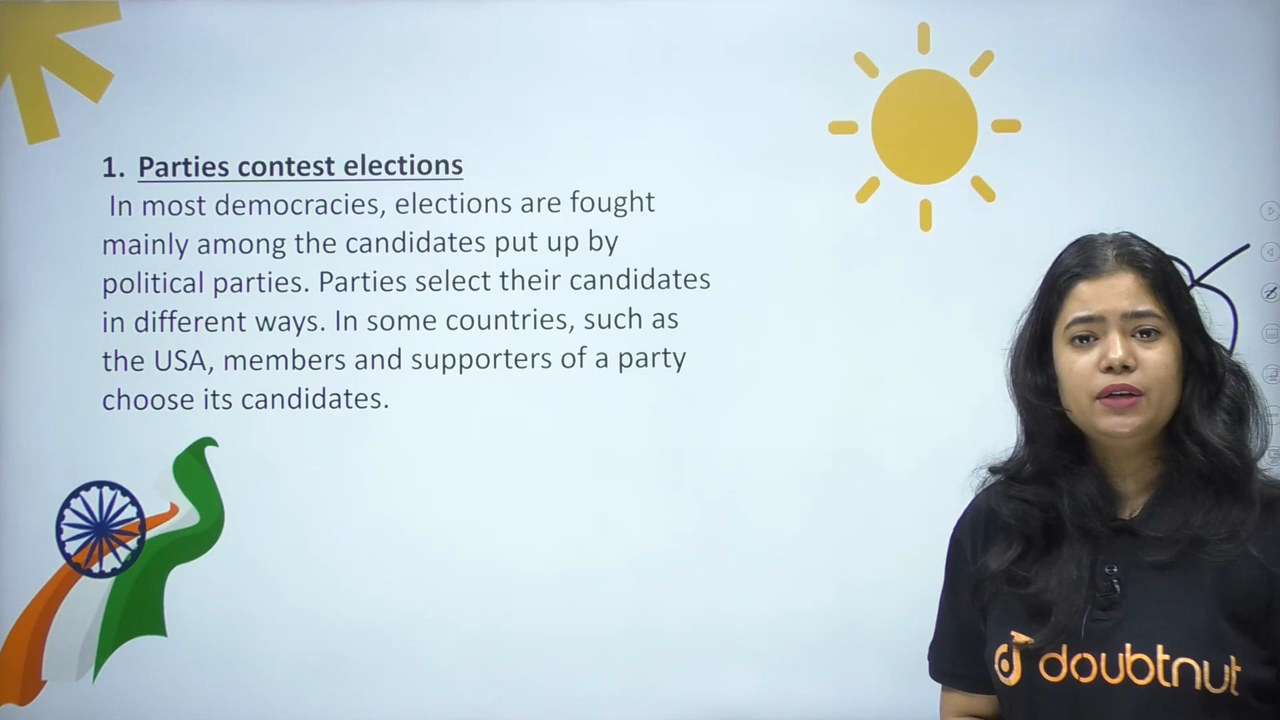 1. Parties contest elections
In most democracies, elections are fought
mainly among the candidates put up by
political parties. Parties select their candidates
in different ways. In some countries, such as
the USA, members and supporters of a party
choose its candidates.
doubtnut